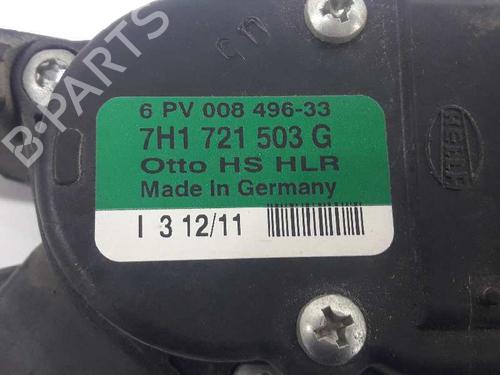 B-PARTS
6 PV 008 496-33
7H1 721 503 G
Otto HS HLR
Made in Germany
I 3 12/11
HELLA